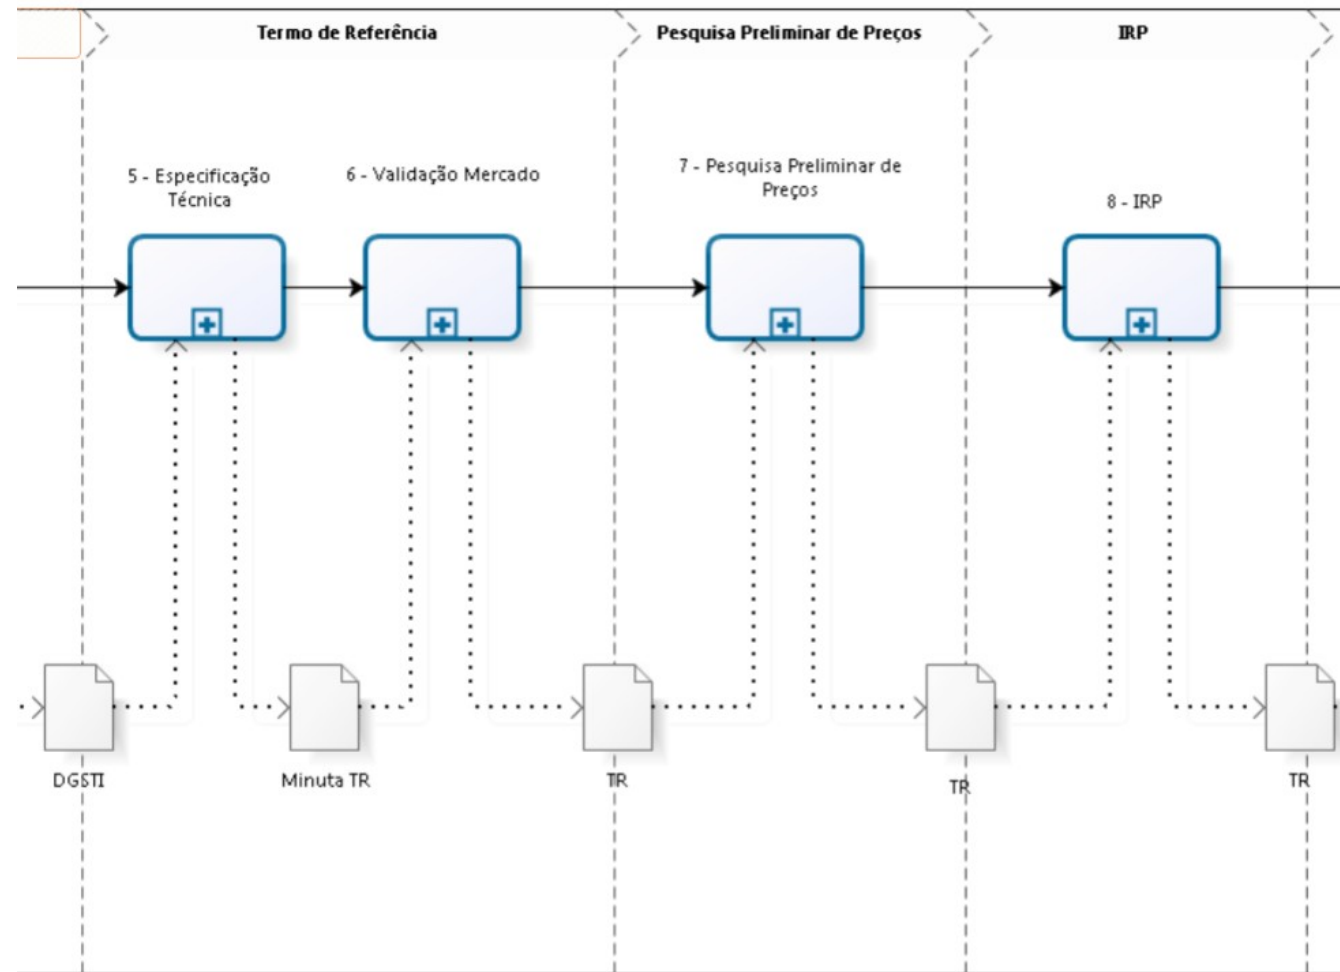 Termo de Referência
Pesquisa Preliminar de Preços
IRP
5 - Especificação
Técnica
6 - Validação Mercado
7 - Pesquisa Preliminar de
Preços
8 - IRP
DGSTI
Minuta TR
TR
TR
TR